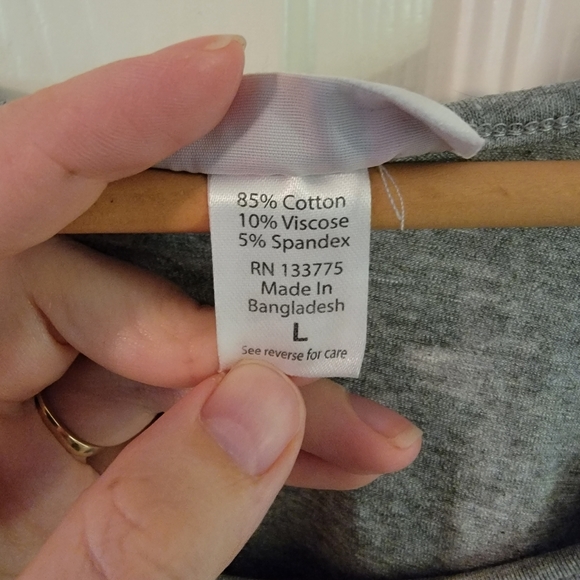 85% Cotton
10% Viscose
5% Spandex
RN 133775
Made In
Bangladesh
L
See reverse for care